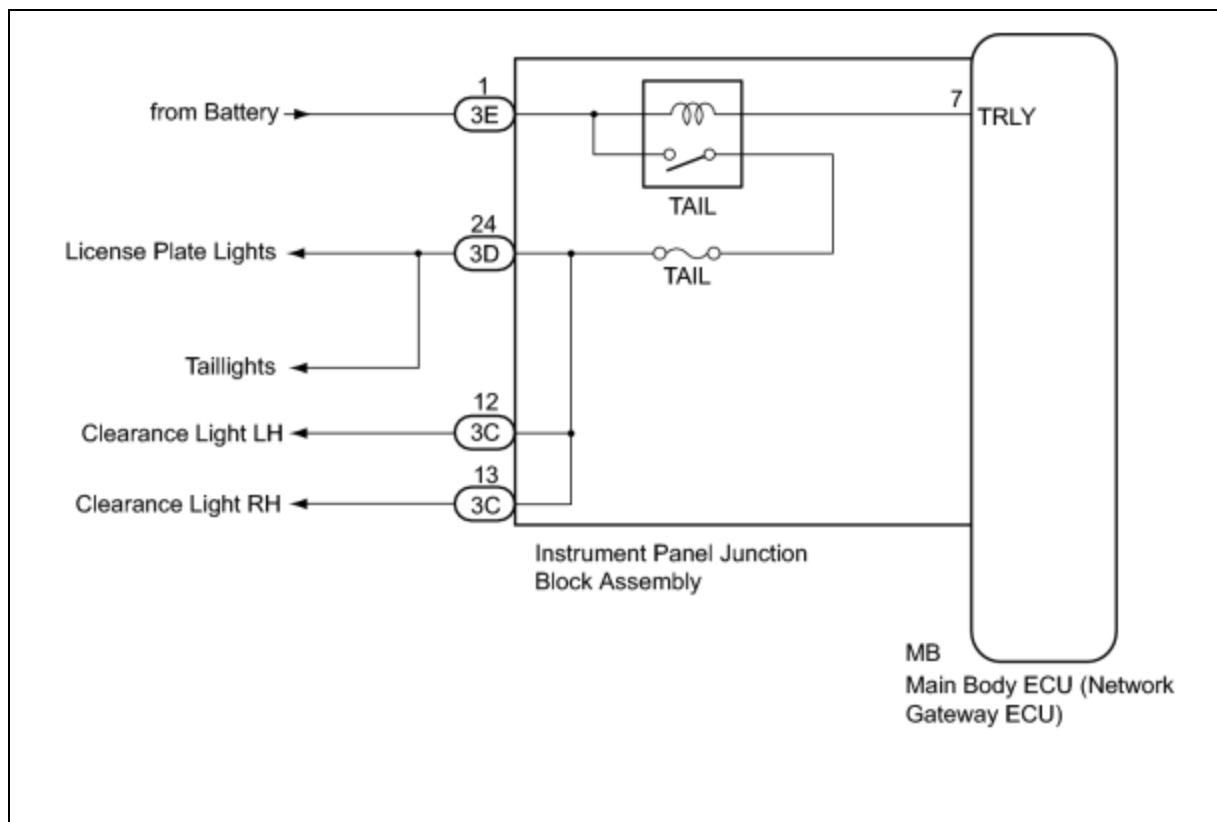 1
from Battery
3E
7
TRLY
TAIL
24
License Plate Lights
3D
TAIL
Taillights
12
Clearance Light LH
3C
13
Clearance Light RH
3C
Instrument Panel Junction
Block Assembly
MB
Main Body ECU (Network
Gateway ECU)